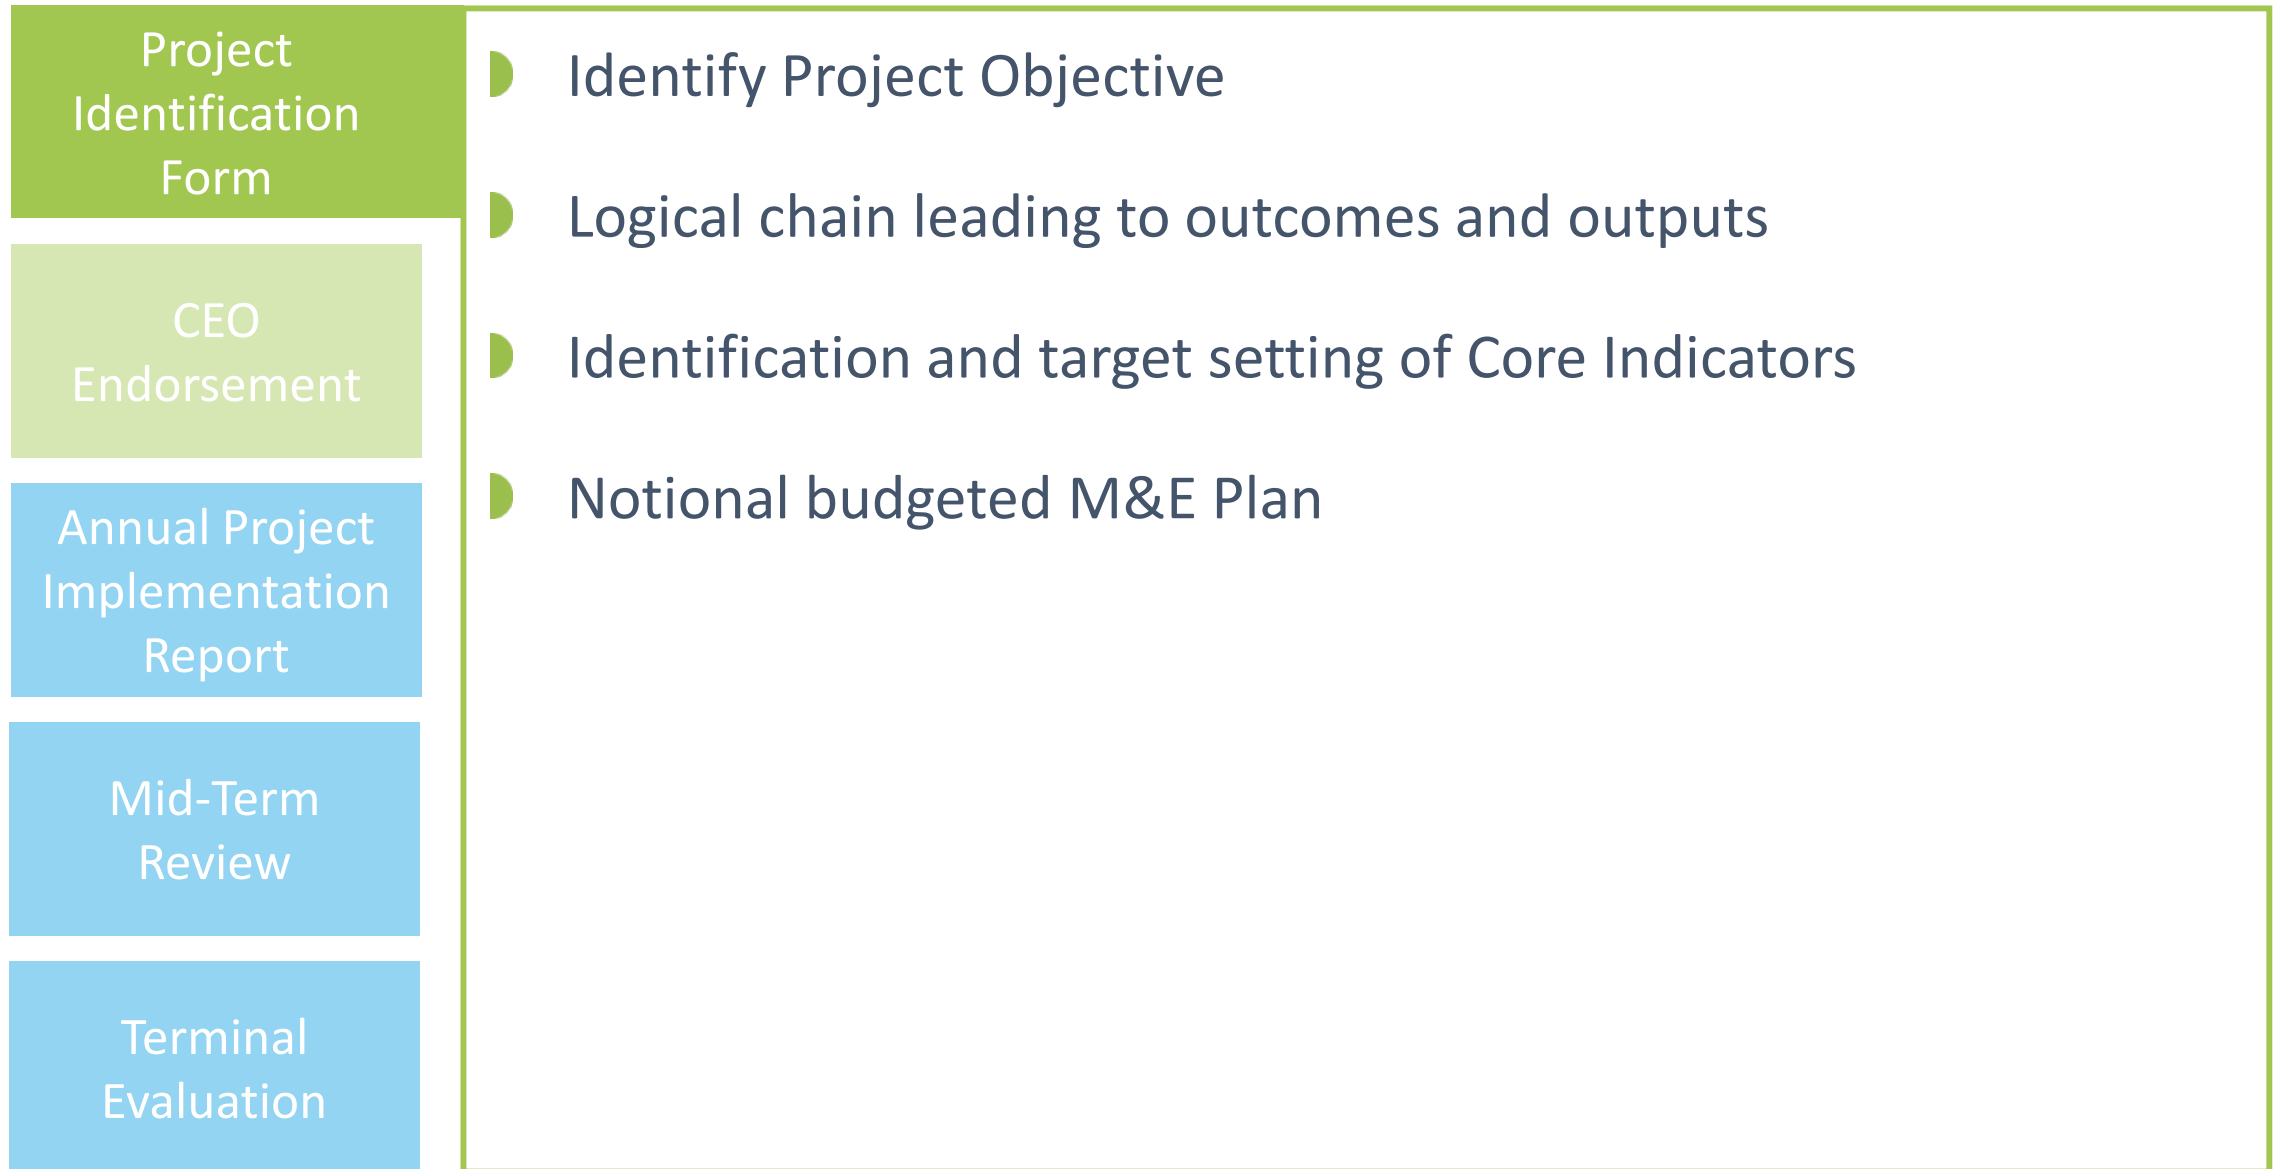 Project
Identification
Form
CEO
Endorsement
Annual Project
Implementation
Report
Mid-Term
Review
Terminal
Evaluation
Identify Project Objective
Logical chain leading to outcomes and outputs
Identification and target setting of Core Indicators
Notional budgeted M&E Plan